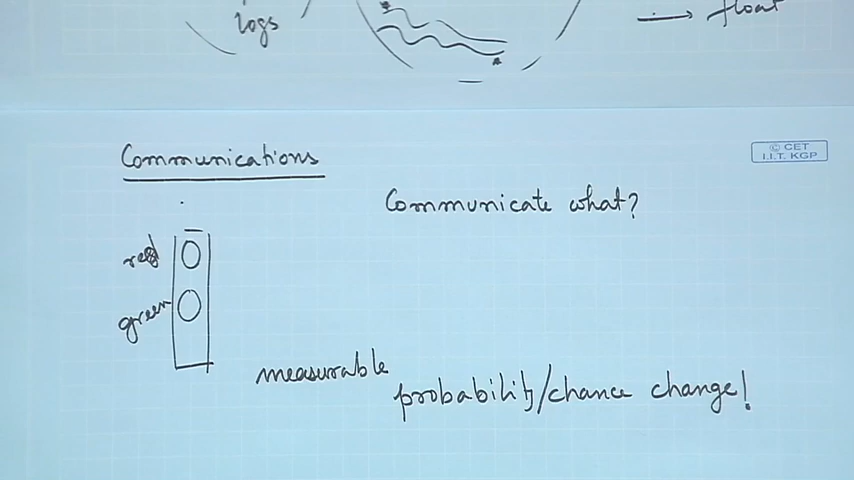 logs
float
Communications
© CET
I.I.T. KGP
Communicate what?
red
green
measurable
probability/chance change!